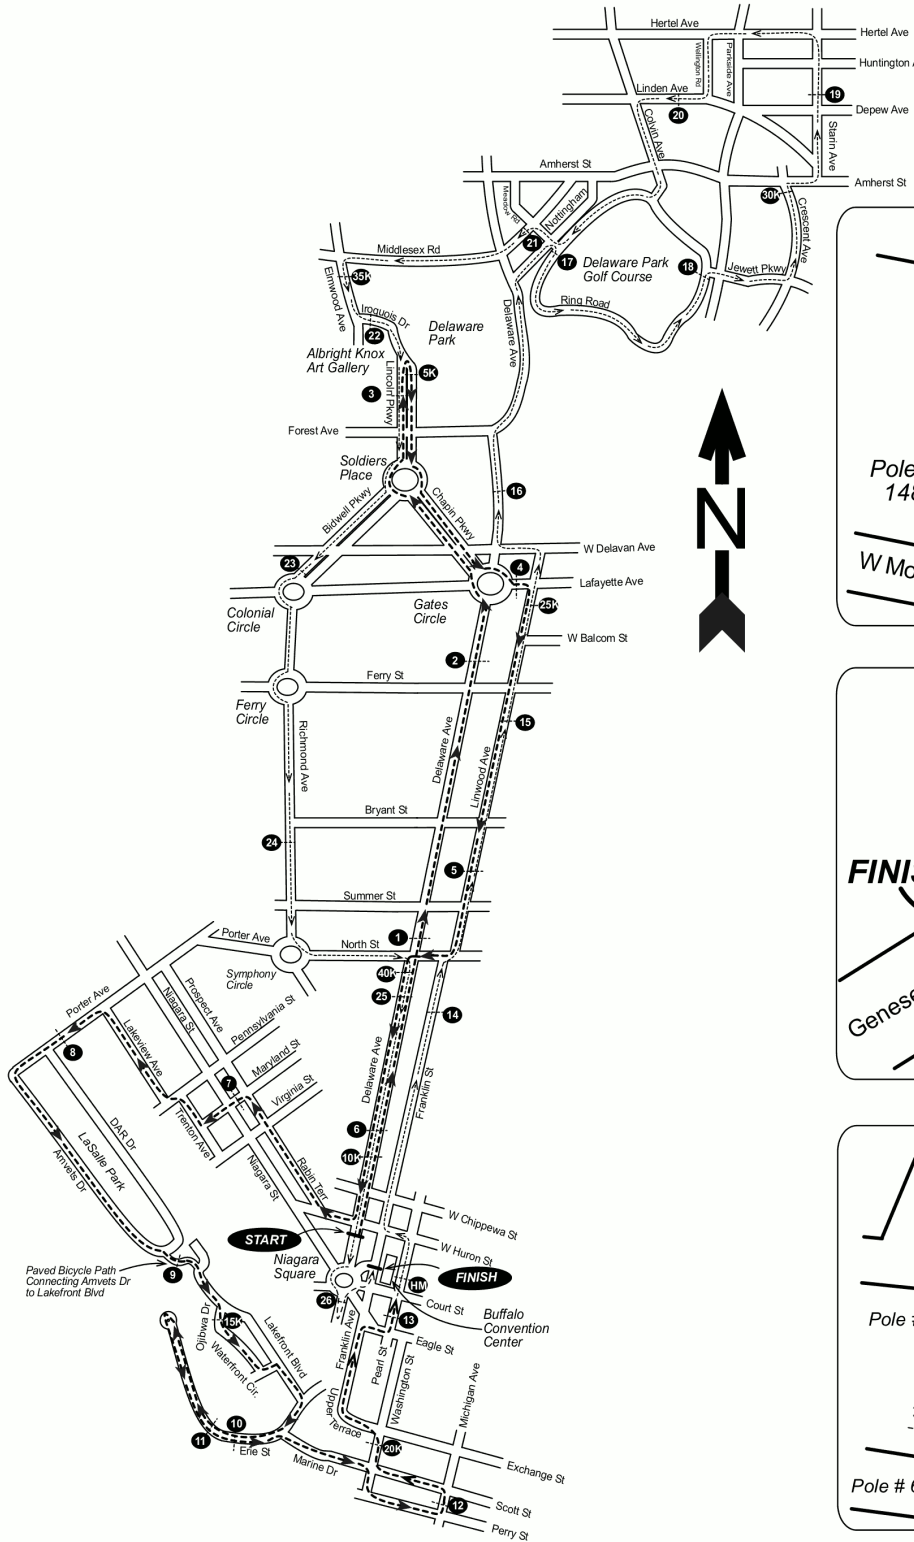 Hertel Ave
Hertel Ave
Wellington Rd
Parkside Ave
Huntington A
Linden Ave
19
20
Depew Ave
Colvin Ave
Starin Ave
Amherst St
Amherst St
30K
Meadow Rd
Nottingham
Crescent Ave
21
Middlesex Rd
17
Delaware Park
Golf Course
18
Jewett Pkwy
35K
Elmwood Ave
Ring Road
Iroquois Dr
22
Delaware
Park
Delaware Ave
Albright Knox
Art Gallery
5K
Lincoln Pkwy
3
Forest Ave
Soldiers
Place
Pole
148
16
Chapin Pkwy
Bidwell Pkwy
N
W Delavan Ave
23
4
Lafayette Ave
W Mo
Colonial
Circle
Gates
Circle
25K
W Balcom St
2
Ferry St
Ferry
Circle
15
Richmond Ave
Delaware Ave
Linwood Ave
Bryant St
24
5
FINIS
Summer St
Porter Ave
1
North St
Symphony
Circle
40K
25
Porter Ave
Niagara St
Prospect Ave
Pennsylvania St
14
Genese
Lakeview Ave
8
Maryland St
Delaware Ave
7
Virginia St
Franklin St
Trenton Ave
DAR Dr
6
LaSalle Park
Amvets Dr
10K
Niagara St
Rabin Terr
W Chippewa St
START
W Huron St
Niagara
Square
Paved Bicycle Path
Connecting Amvets Dr
to Lakefront Blvd
9
FINISH
HM
26
Court St
Buffalo
Convention
Center
13
Ojibwa Dr
15K
Lakefront Blvd
Franklin Ave
Eagle St
Pearl St
Waterfront Cir.
Washington St
Michigan Ave
Pole #
Upper
Terrace
10
11
Erie St
20K
Marine Dr
Exchange St
Pole # 6
12
Scott St
Perry St